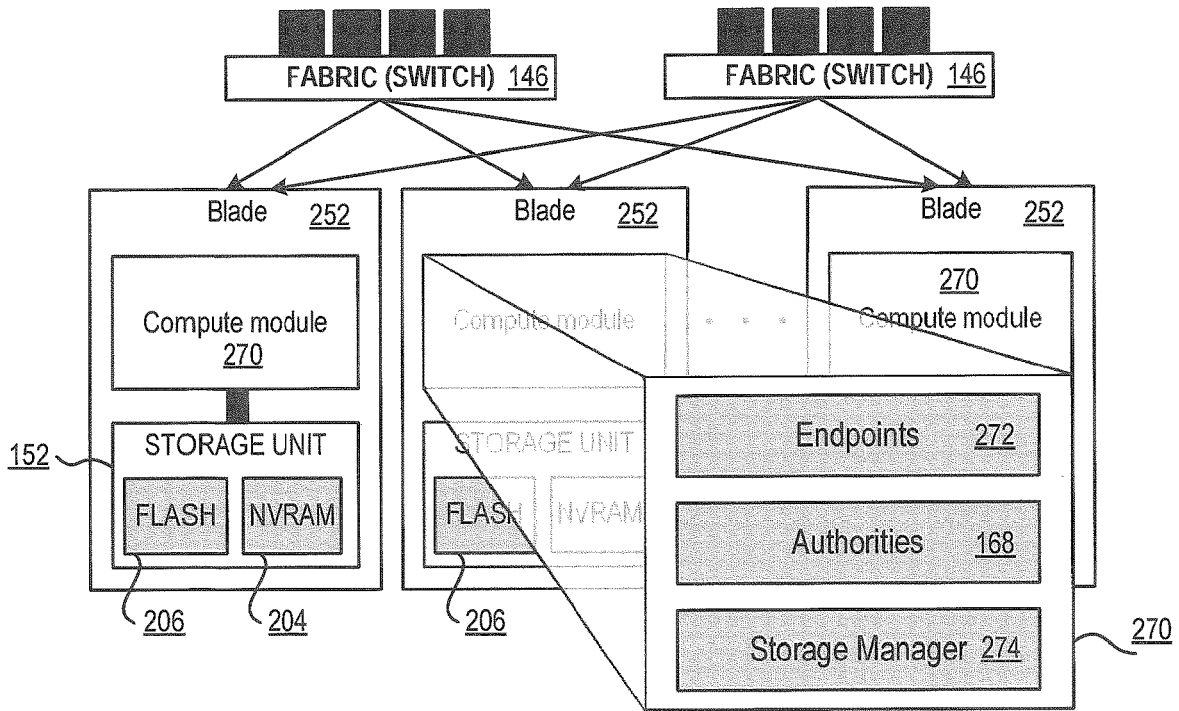 FABRIC (SWITCH) 146
FABRIC (SWITCH) 146
Blade 252
Blade 252
Blade 252
Compute module
270
Compute module
• • •
270
Compute module
152
STORAGE UNIT
FLASH
NVRAM
206
204
STORAGE UNIT
FLASH
NVRAM
206
Endpoints 272
Authorities 168
Storage Manager 274
270